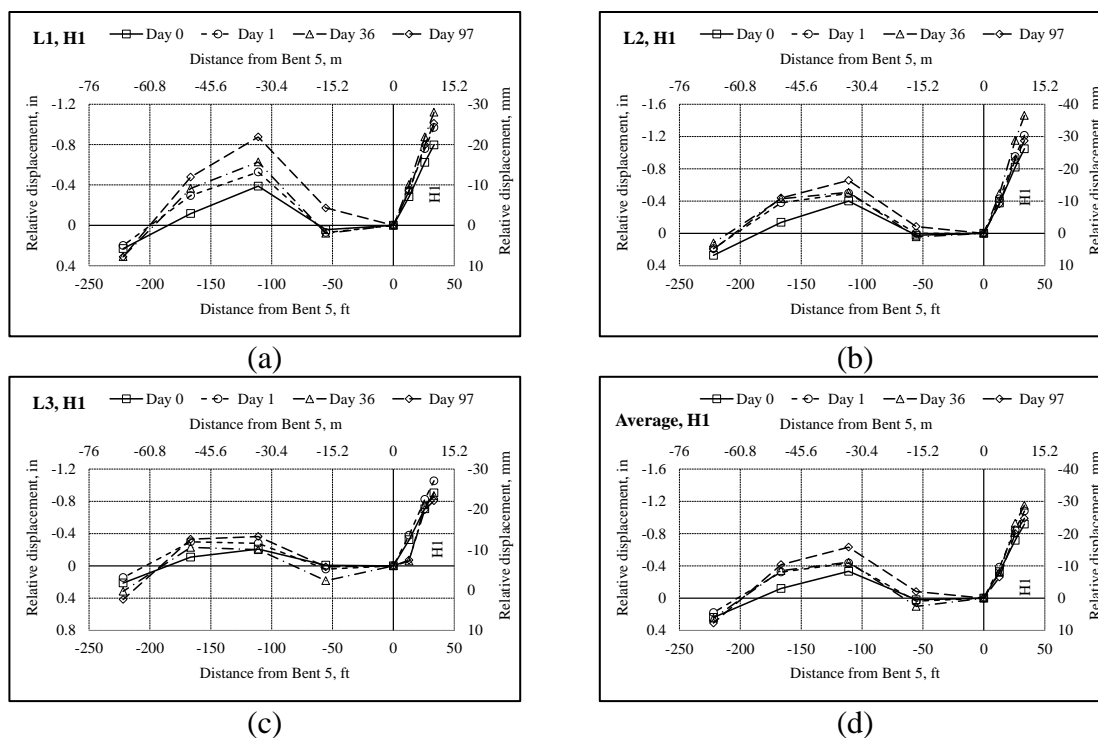 L1, H1
Day 0 Day 1 Day 36 Day 97
Distance from Bent 5, m
-76 -60.8 -45.6 -30.4 -15.2 0 15.2
Relative displacement, in
-1.2
-0.8
-0.4
0
0.4
-30
-20
-10
0
10
Relative displacement, mm
H1
-250 -200 -150 -100 -50 0 50
Distance from Bent 5, ft
(a)
L2, H1
Day 0 Day 1 Day 36 Day 97
Distance from Bent 5, m
-76 -60.8 -45.6 -30.4 -15.2 0 15.2
Relative displacement, in
-1.6
-1.2
-0.8
-0.4
0
0.4
-40
-30
-20
-10
0
10
Relative displacement, mm
H1
-250 -200 -150 -100 -50 0 50
Distance from Bent 5, ft
(b)
L3, H1
Day 0 Day 1 Day 36 Day 97
Distance from Bent 5, m
-76 -60.8 -45.6 -30.4 -15.2 0 15.2
Relative displacement, in
-1.2
-0.8
-0.4
0
0.4
0.8
-30
-20
-10
0
10
Relative displacement, mm
H1
-250 -200 -150 -100 -50 0 50
Distance from Bent 5, ft
(c)
Day 0 Day 1 Day 36 Day 97
Average, H1
Distance from Bent 5, m
-76 -60.8 -45.6 -30.4 -15.2 0 15.2
Relative displacement, in
-1.6
-1.2
-0.8
-0.4
0
0.4
-40
-30
-20
-10
0
10
Relative displacement, mm
H1
-250 -200 -150 -100 -50 0 50
Distance from Bent 5, ft
(d)